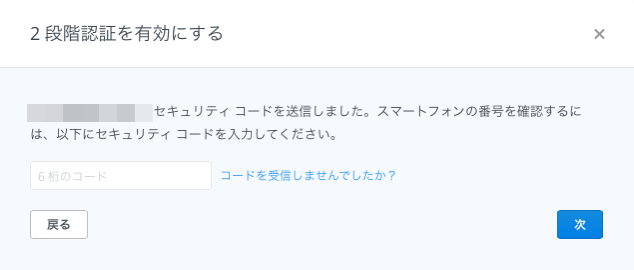 2 段階認証を有効にする
×
セキュリティ コードを送信しました。スマートフォンの番号を確認するに
は、以下にセキュリティ コードを入力してください。
6 桁のコード コードを受信しませんでしたか？
戻る 次